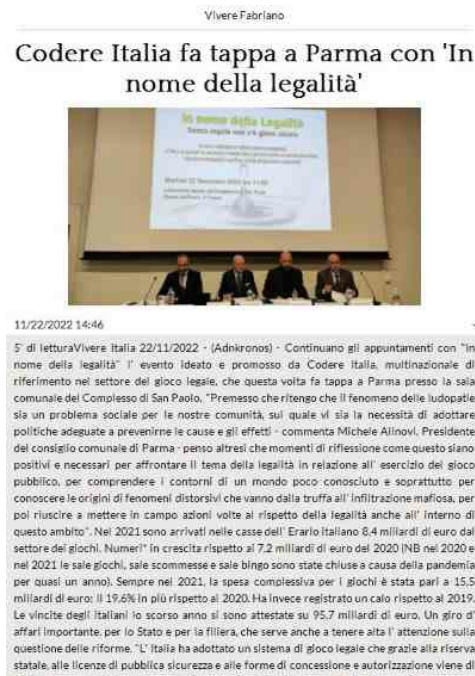 Vivere Fabriano
Codere Italia fa tappa a Parma con 'In
nome della legalità'
In nome della Legalità
Senza regole non c'è gioco sicuro
11/22/2022 14:46
5' di letturaVivere Italia 22/11/2022 - (Adnkronos) - Continuano gli appuntamenti con "in
nome della legalità" l' evento ideato e promosso da Codere Italia, multinazionale di
riferimento nel settore del gioco legale, che questa volta fa tappa a Parma presso la sala
comunale del Complesso di San Paolo. "Premesso che ritengo che il fenomeno delle ludopatie
sia un problema sociale per le nostre comunità, sul quale vi sia la necessità di adottare
politiche adeguate a prevenirne le cause e gli effetti - commenta Michele Alinovi, Presidente
del consiglio comunale di Parma - penso altresì che momenti di riflessione come questo siano
positivi e necessari per affrontare il tema della legalità in relazione all' esercizio del gioco
pubblico, per comprendere i contorni di un mondo poco conosciuto e soprattutto per
conoscere le origini di fenomeni distorsivi che vanno dalla truffa all' infiltrazione mafiosa, per
poi riuscire a mettere in campo azioni volte al rispetto della legalità anche all' interno di
questo ambito". Nel 2021 sono arrivati nelle casse dell' Erario italiano 8,4 miliardi di euro dal
settore dei giochi. Numeri* in crescita rispetto ai 7,2 miliardi di euro del 2020 (NB nel 2020 e
nel 2021 le sale giochi, sale scommesse e sale bingo sono state chiuse a causa della pandemia
per quasi un anno). Sempre nel 2021, la spesa complessiva per i giochi è stata pari a 15,5
miliardi di euro: il 19,6% in più rispetto al 2020. Ha invece registrato un calo rispetto al 2019.
Le vincite degli italiani lo scorso anno si sono attestate su 95,7 miliardi di euro. Un giro d'
affari importante, per lo Stato e per la filiera, che serve anche a tenere alta l' attenzione sulla
questione delle riforme. "L' Italia ha adottato un sistema di gioco legale che grazie alla riserva
statale, alle licenze di pubblica sicurezza e alle forme di concessione e autorizzazione viene di